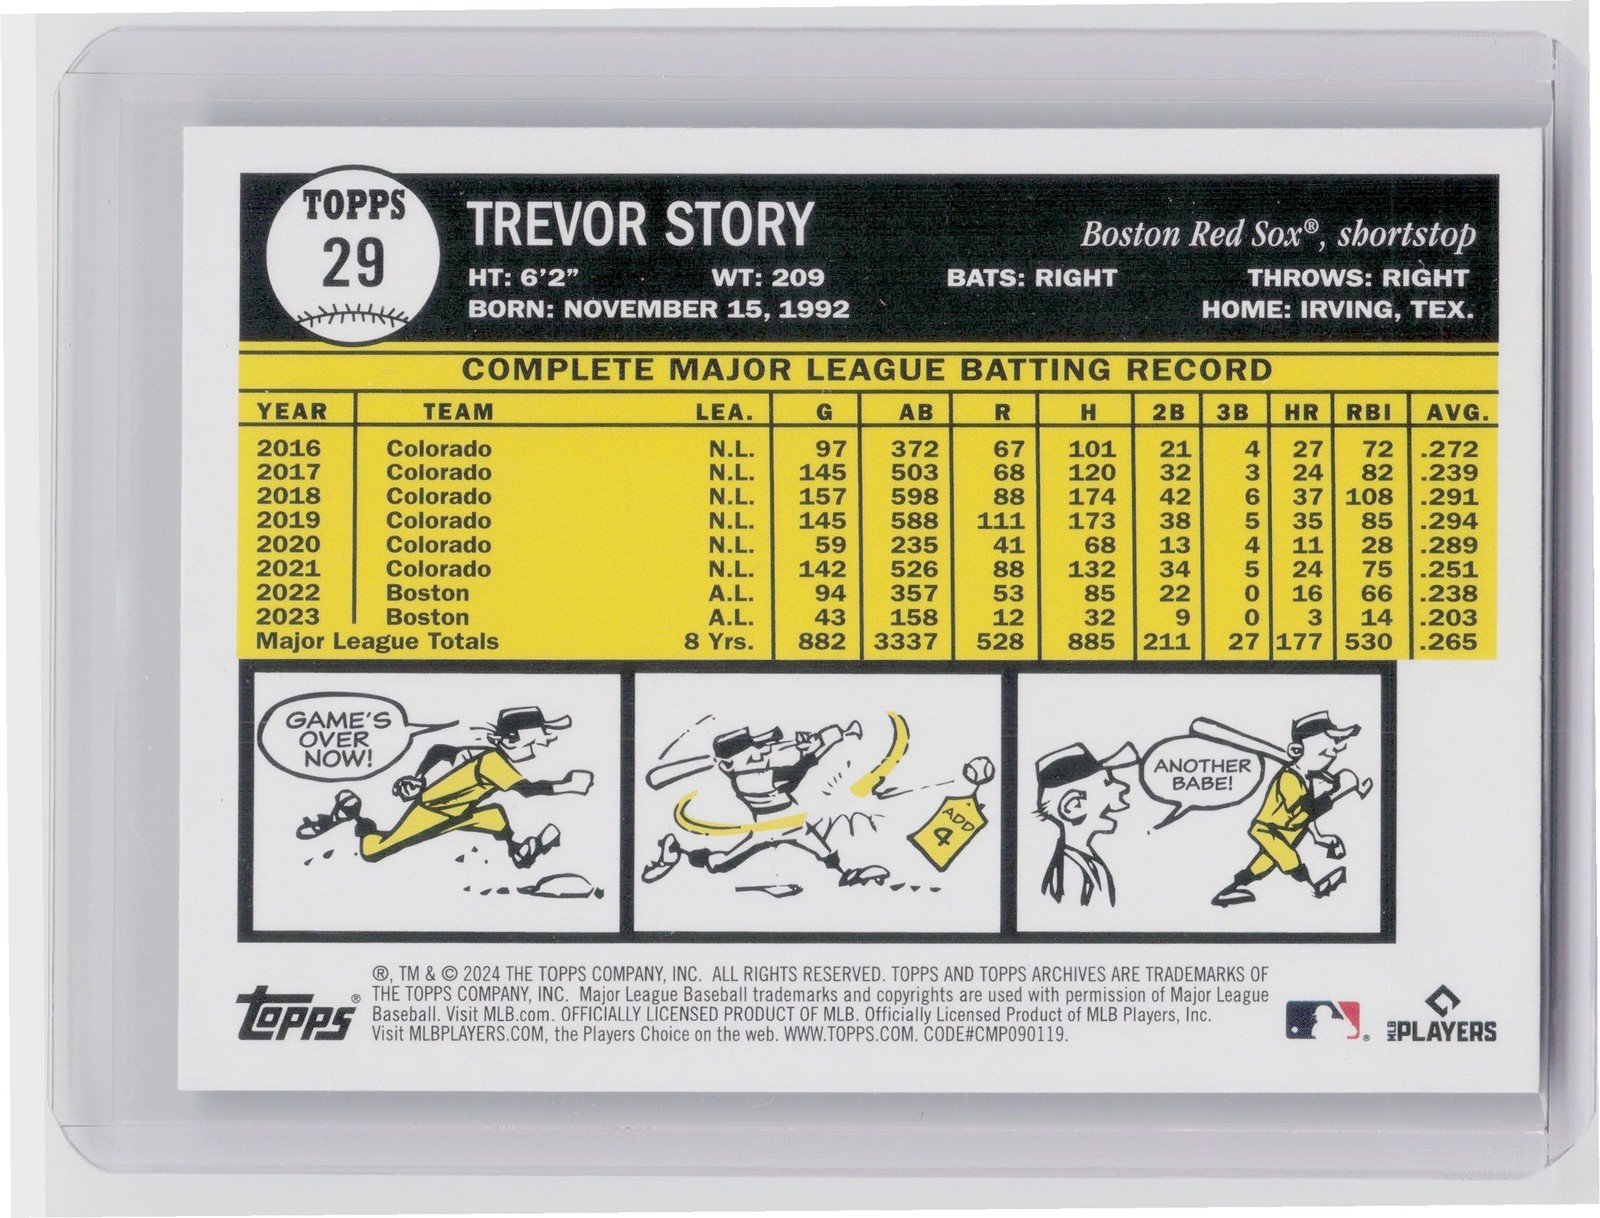 TOPPS
29
TREVOR STORY
Boston Red Sox®, shortstop
HT: 6'2" WT: 209 BATS: RIGHT THROWS: RIGHT
BORN: NOVEMBER 15, 1992 HOME: IRVING, TEX.
COMPLETE MAJOR LEAGUE BATTING RECORD
YEAR TEAM LEA. G AB R H 2B 3B HR RBI AVG.
2016 Colorado N.L. 97 372 67 101 21 4 27 72 .272
2017 Colorado N.L. 145 503 68 120 32 3 24 82 .239
2018 Colorado N.L. 157 598 88 174 42 6 37 108 .291
2019 Colorado N.L. 145 588 111 173 38 5 35 85 .294
2020 Colorado N.L. 59 235 41 68 13 4 11 28 .289
2021 Colorado N.L. 142 526 88 132 34 5 24 75 .251
2022 Boston A.L. 94 357 53 85 22 0 16 66 .238
2023 Boston A.L. 43 158 12 32 9 0 3 14 .203
Major League Totals 8 Yrs. 882 3337 528 885 211 27 177 530 .265
GAME'S
OVER
NOW!
ADD
4
ANOTHER
BABE!
®, TM & © 2024 THE TOPPS COMPANY, INC. ALL RIGHTS RESERVED. TOPPS AND TOPPS ARCHIVES ARE TRADEMARKS OF
THE TOPPS COMPANY, INC. Major League Baseball trademarks and copyrights are used with permission of Major League
Baseball. Visit MLB.com. OFFICIALLY LICENSED PRODUCT OF MLB. Officially Licensed Product of MLB Players, Inc.
Visit MLBPLAYERS.COM, the Players Choice on the web. WWW.TOPPS.COM. CODE#CMP090119.
Topps®
MLB PLAYERS